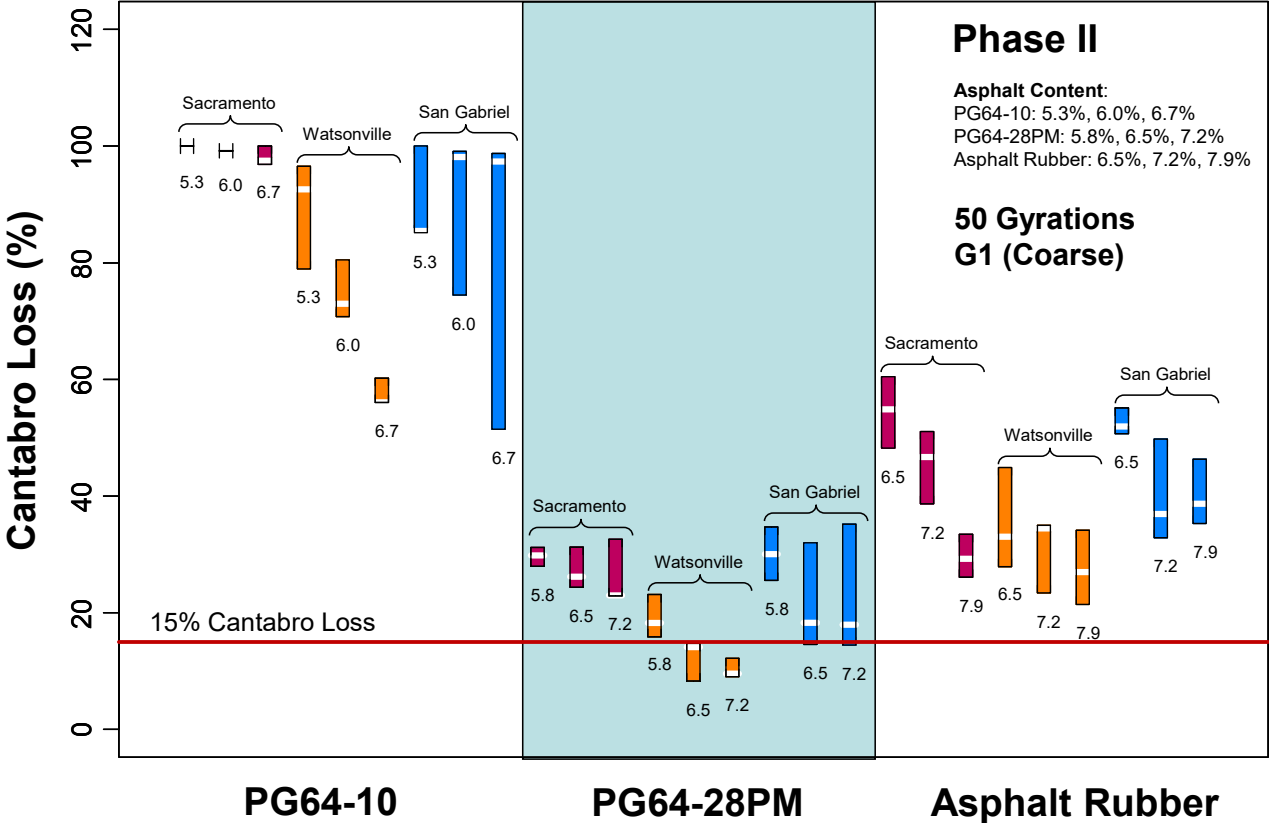 Phase II
Asphalt Content:
PG64-10: 5.3%, 6.0%, 6.7%
PG64-28PM: 5.8%, 6.5%, 7.2%
Asphalt Rubber: 6.5%, 7.2%, 7.9%
50 Gyrations
G1 (Coarse)
Cantabro Loss (%)
120
100
80
60
40
20
0
Sacramento
5.3
6.0
6.7
Watsonville
5.3
6.0
6.7
San Gabriel
5.3
6.0
6.7
Sacramento
5.8
6.5
7.2
Watsonville
5.8
6.5
7.2
San Gabriel
5.8
6.5
7.2
Sacramento
6.5
7.2
7.9
Watsonville
6.5
7.2
7.9
San Gabriel
6.5
7.2
7.9
15% Cantabro Loss
PG64-10
PG64-28PM
Asphalt Rubber